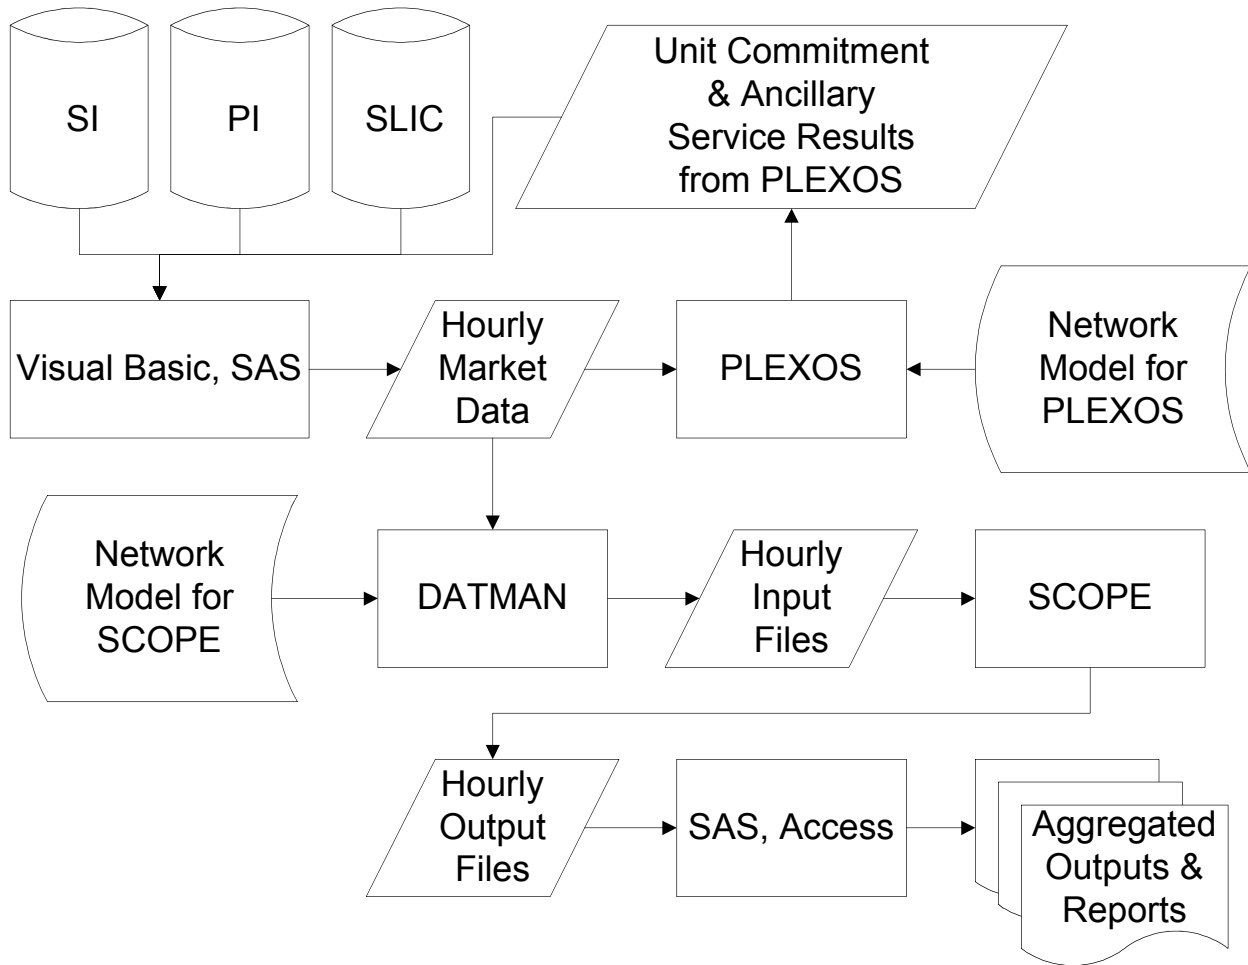 SI
PI
SLIC
Unit Commitment
& Ancillary
Service Results
from PLEXOS
Visual Basic, SAS
Hourly
Market
Data
PLEXOS
Network
Model for
PLEXOS
Network
Model for
SCOPE
DATMAN
Hourly
Input
Files
SCOPE
Hourly
Output
Files
SAS, Access
Aggregated
Outputs &
Reports